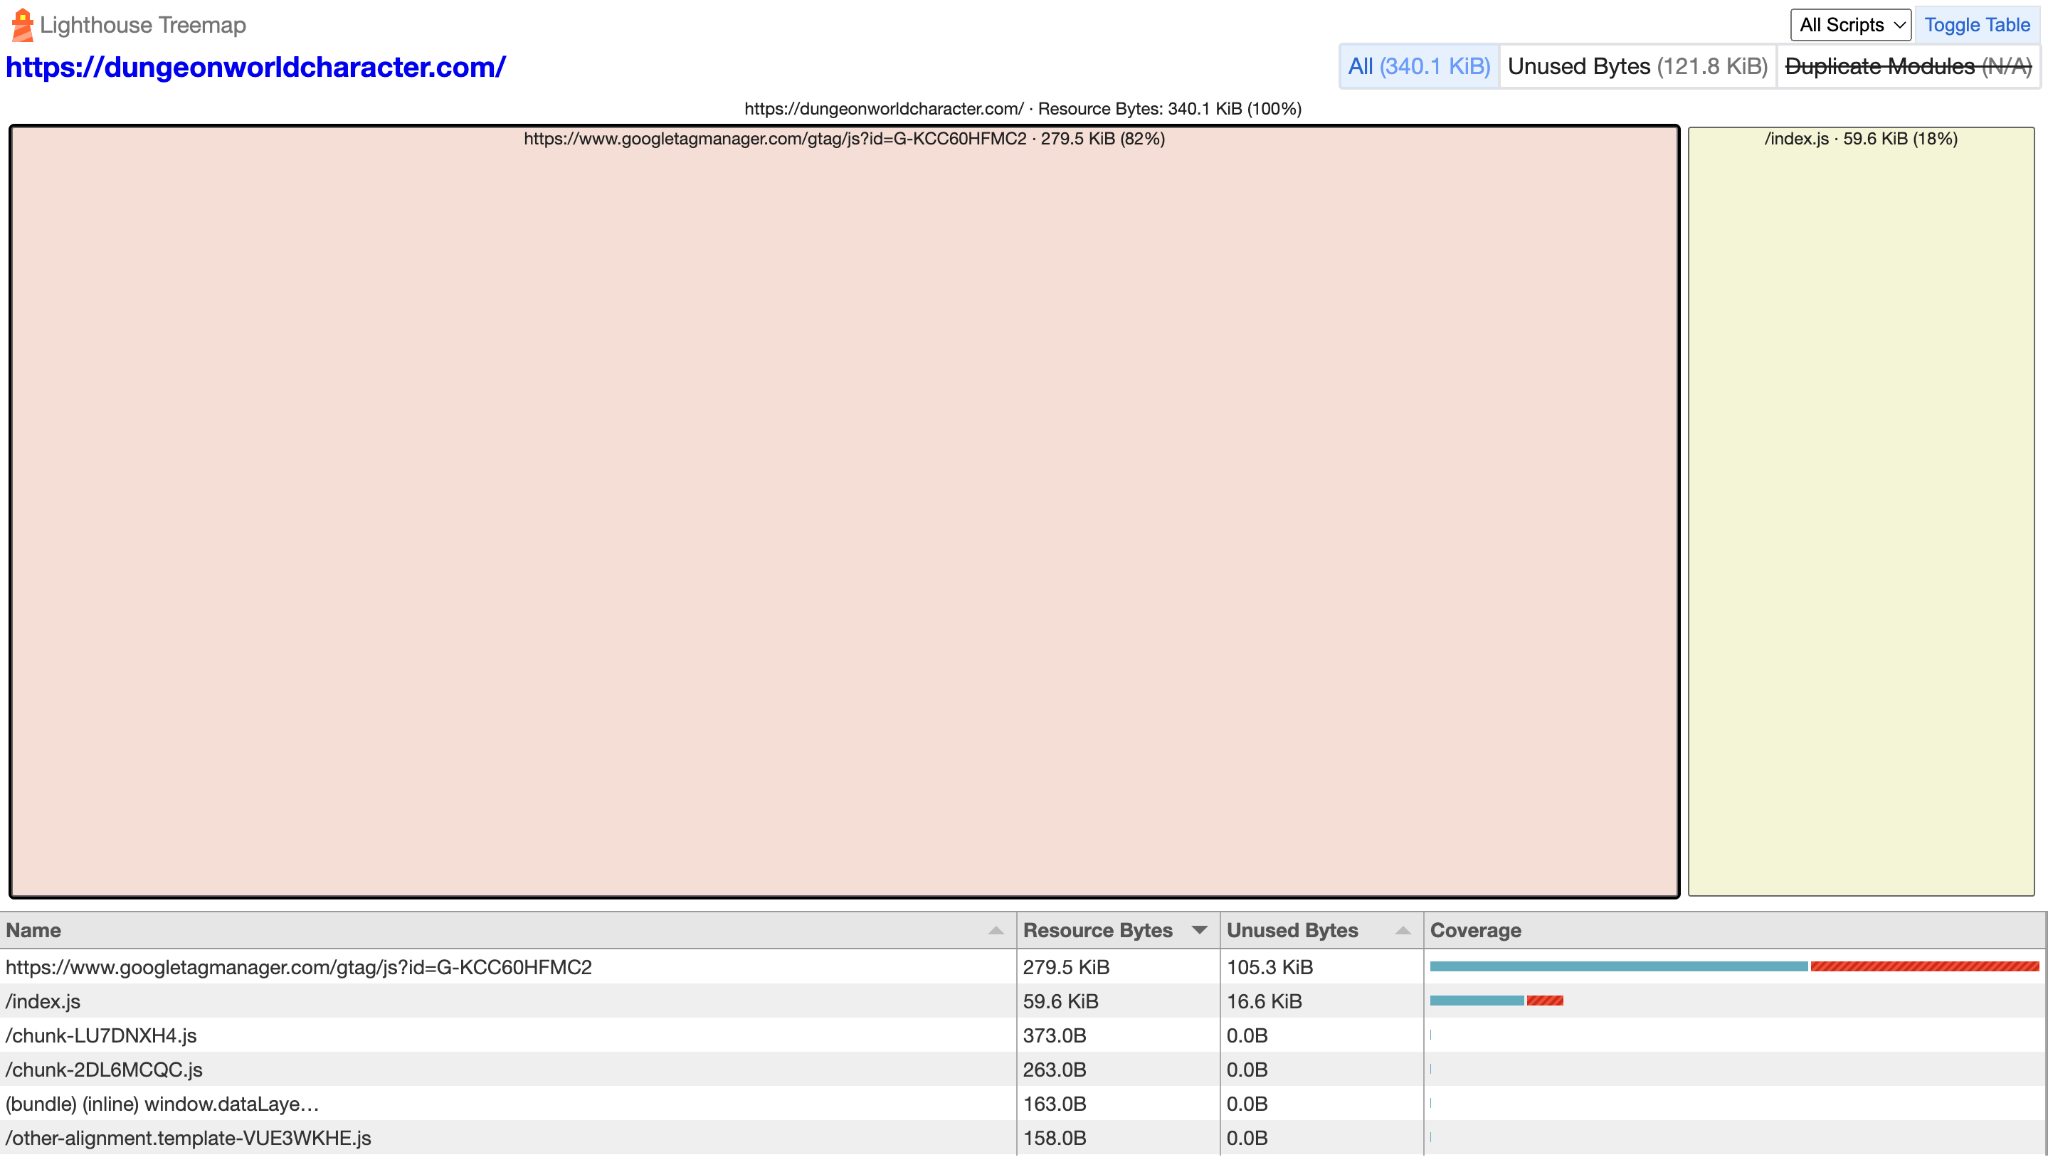 Lighthouse Treemap
All Scripts
Toggle Table
https://dungeonworldcharacter.com/
All (340.1 KiB)
Unused Bytes (121.8 KiB)
Duplicate Modules (N/A)
https://dungeonworldcharacter.com/ · Resource Bytes: 340.1 KiB (100%)
https://www.googletagmanager.com/gtag/js?id=G-KCC60HFMC2 · 279.5 KiB (82%)
/index.js · 59.6 KiB (18%)
Name Resource Bytes Unused Bytes Coverage
https://www.googletagmanager.com/gtag/js?id=G-KCC60HFMC2 279.5 KiB 105.3 KiB
/index.js 59.6 KiB 16.6 KiB
/chunk-LU7DNXH4.js 373.0B 0.0B
/chunk-2DL6MCQC.js 263.0B 0.0B
(bundle) (inline) window.dataLaye… 163.0B 0.0B
/other-alignment.template-VUE3WKHE.js 158.0B 0.0B